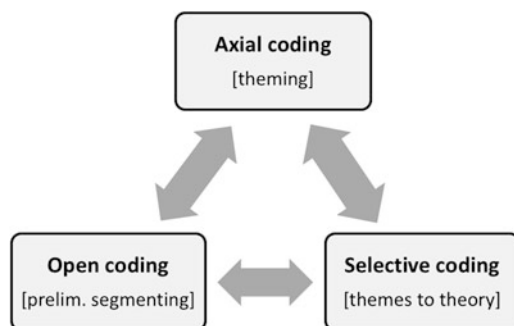 Axial coding
[theming]
Open coding
[prelim. segmenting]
Selective coding
[themes to theory]